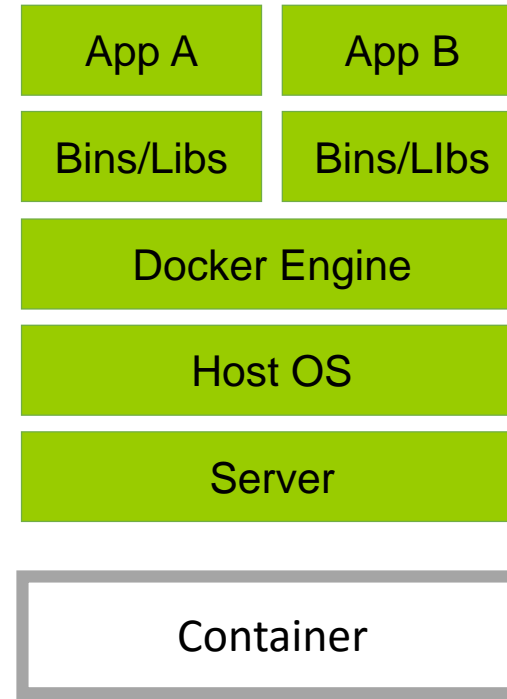 App A App B
Bins/Libs Bins/LIbs
Docker Engine
Host OS
Server
Container